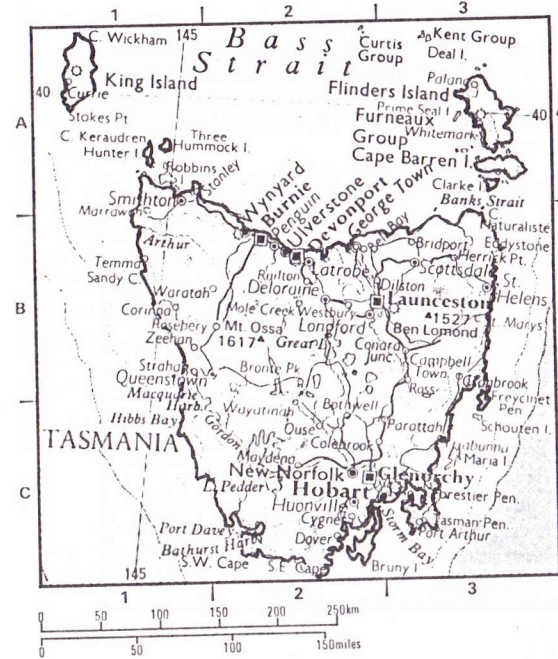 1 2 3
C. Wickham
145
Bass
Strait
Curtis
Group
Kent Group
Deal I.
King Island
Currie
40
Stokes Pt
Palana
Flinders Island
Prime Seal I.
40
A
A
Furneaux
Whitemark
Group
Cape Barren I.
C. Keraudren
Hunter I.
Three
Hummock I.
Robbins
I.
Stanley
Clarke I.
Banks Strait
Smithton
Marrawah
Wynyard
Burnie
Penguin
Ulverstone
Devonport
George Town
C.
Naturaliste
Arthur
Bell Bay
Bridport
Eddystone
Herrick Pt.
Temma
Sandy C.
Latrobe
Scottsdale
St.
Helens
Railton
Deloraine
Dilston
B
B
Waratah
Corinna
Mole Creek
Westbury
Launceston
1527
St. Marys
Rosebery
Mt. Ossa
Longford
Ben Lomond
Zeehan
1617
Great L.
Conara
Junc.
Campbell
Town
Strahan
Queenstown
Bronte Pk
Ross
Cranbrook
Freycinet
Pen.
Macquarie
Harb.
Wayatinah
Bothwell
Hibbs Bay
Gordon
Ouse
Parattah
Schouten I.
TASMANIA
Colebrook
Maydena
Triabunna
Maria I.
New Norfolk
Glenorchy
L. Pedder
Hobart
Forestier Pen.
C
C
Huonville
Cygnet
Storm Bay
Tasman Pen.
Port Arthur
Port Davey
Bathurst Har.
Dover
S.W. Cape
S.E. Cape
Bruny I.
145
1 2 3
0 50 100 150 200 250km
0 50 100 150miles